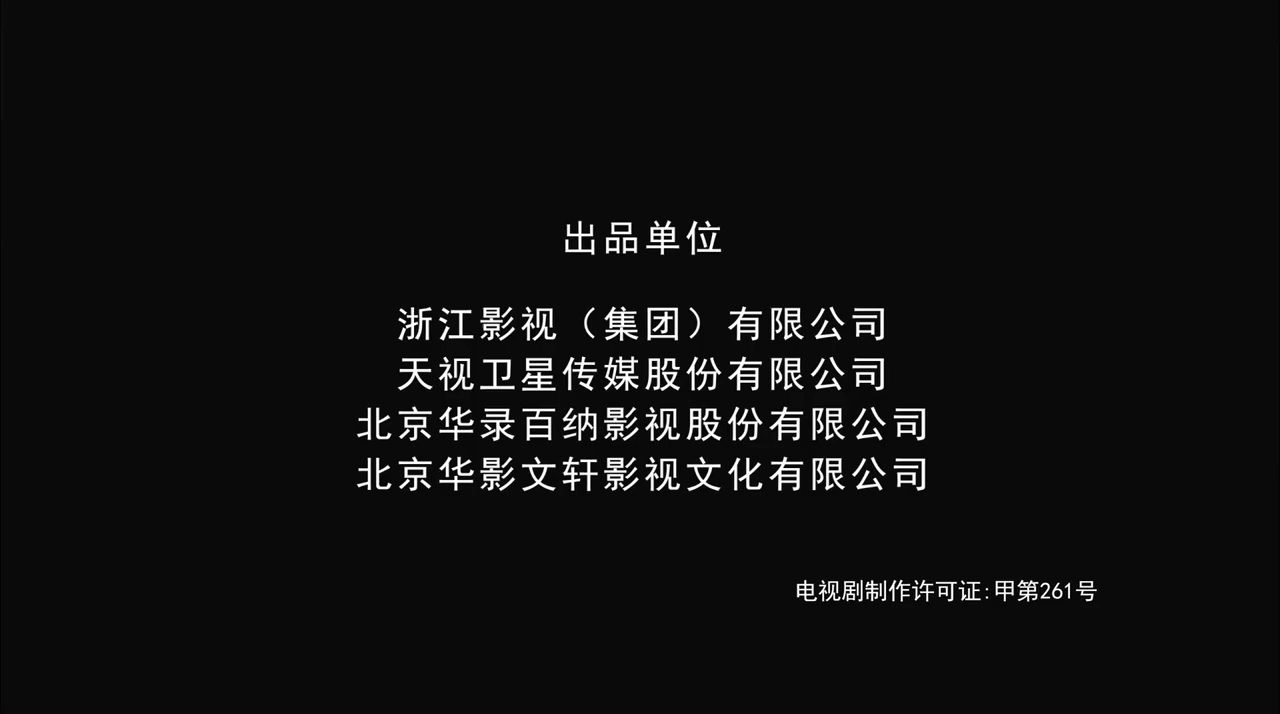 出品单位
浙江影视（集团）有限公司
天视卫星传媒股份有限公司
北京华录百纳影视股份有限公司
北京华影文轩影视文化有限公司
电视剧制作许可证:甲第261号